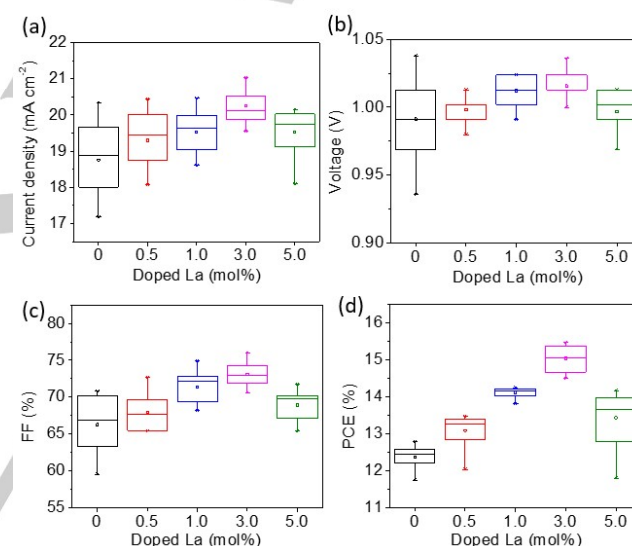 (a)
22
21
20
19
18
17
Current density (mA cm⁻²)
0 0.5 1.0 3.0 5.0
Doped La (mol%)
(b)
1.05
1.00
0.95
0.90
Voltage (V)
0 0.5 1.0 3.0 5.0
Doped La (mol%)
(c)
80
75
70
65
60
55
FF (%)
0 0.5 1.0 3.0 5.0
Doped La (mol%)
(d)
16
15
14
13
12
11
PCE (%)
0 0.5 1.0 3.0 5.0
Doped La (mol%)